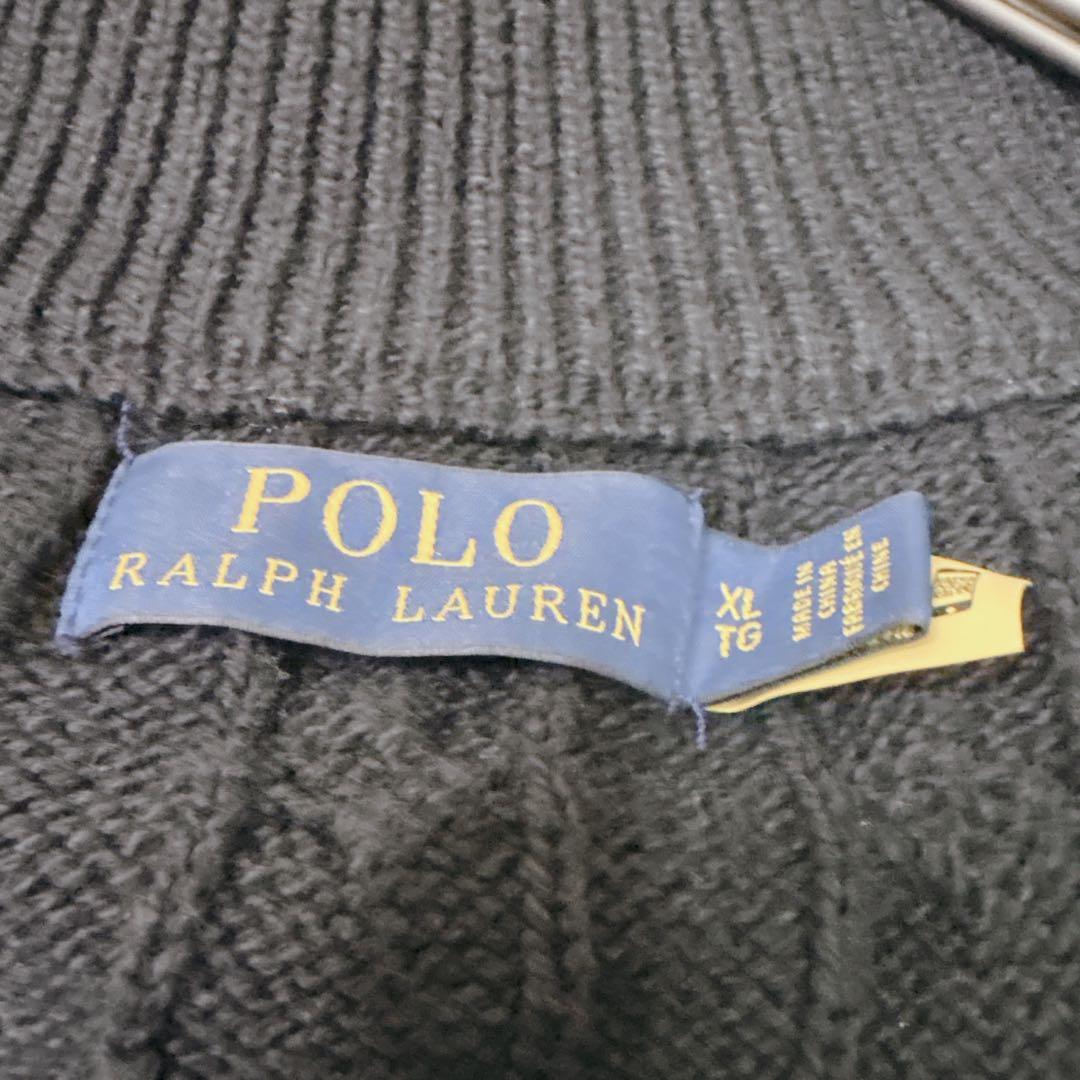 POLO
RALPH LAUREN
XL
TG
MADE IN
CHINA
FABRIQUÉ EN
CHINE